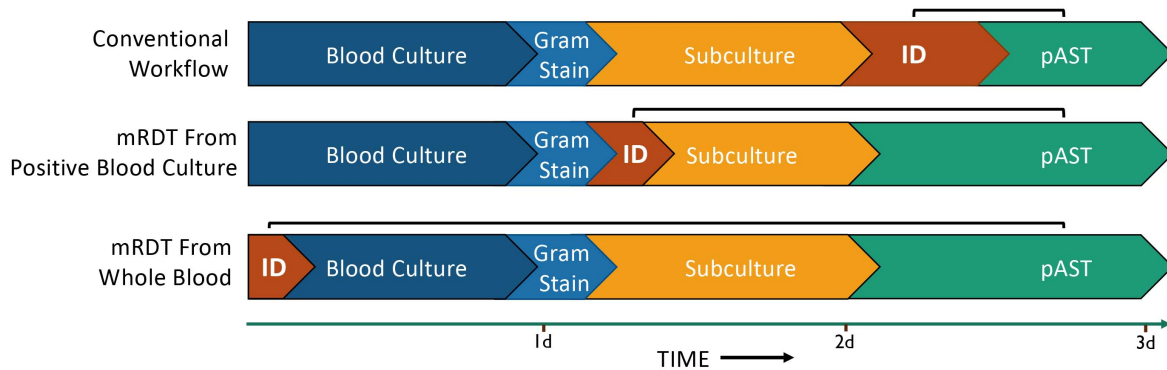 Conventional
Workflow
Blood Culture
Gram
Stain
Subculture
ID
pAST
mRDT From
Positive Blood Culture
Blood Culture
Gram
Stain
ID
Subculture
pAST
mRDT From
Whole Blood
ID
Blood Culture
Gram
Stain
Subculture
pAST
1d
2d
3d
TIME